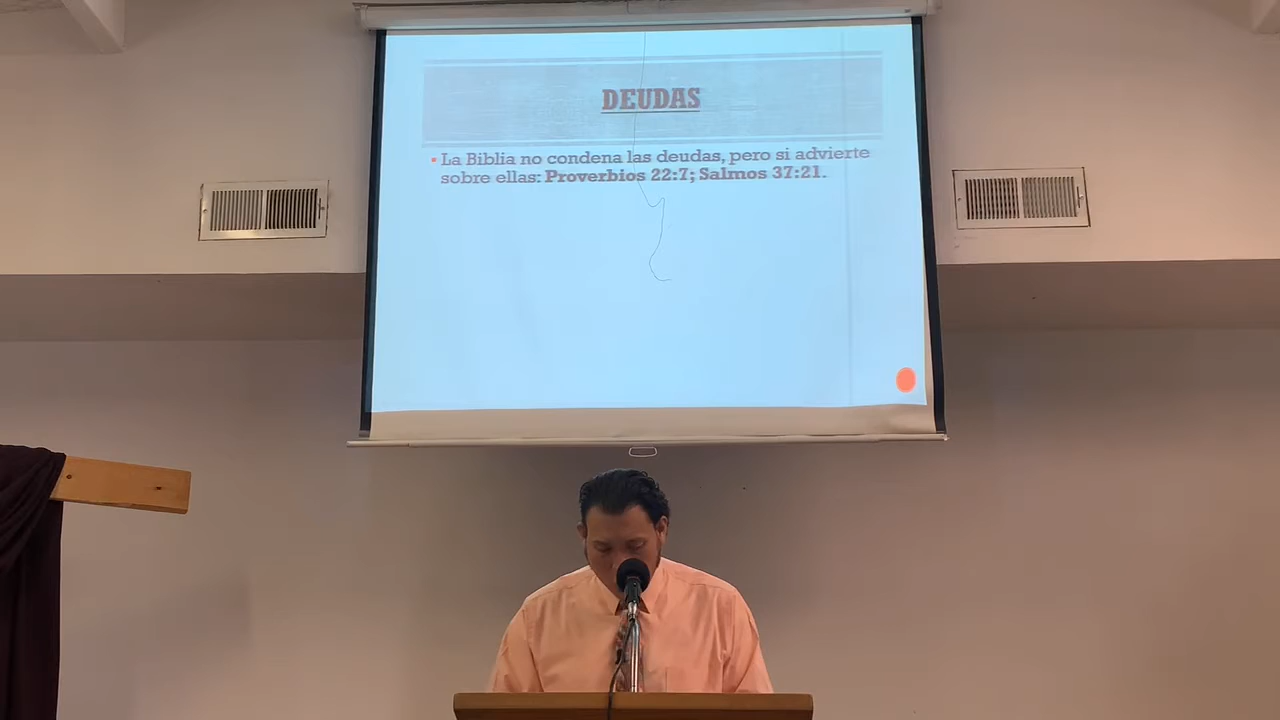 DEUDAS
La Biblia no condena las deudas, pero si advierte
sobre ellas: Proverbios 22:7; Salmos 37:21.